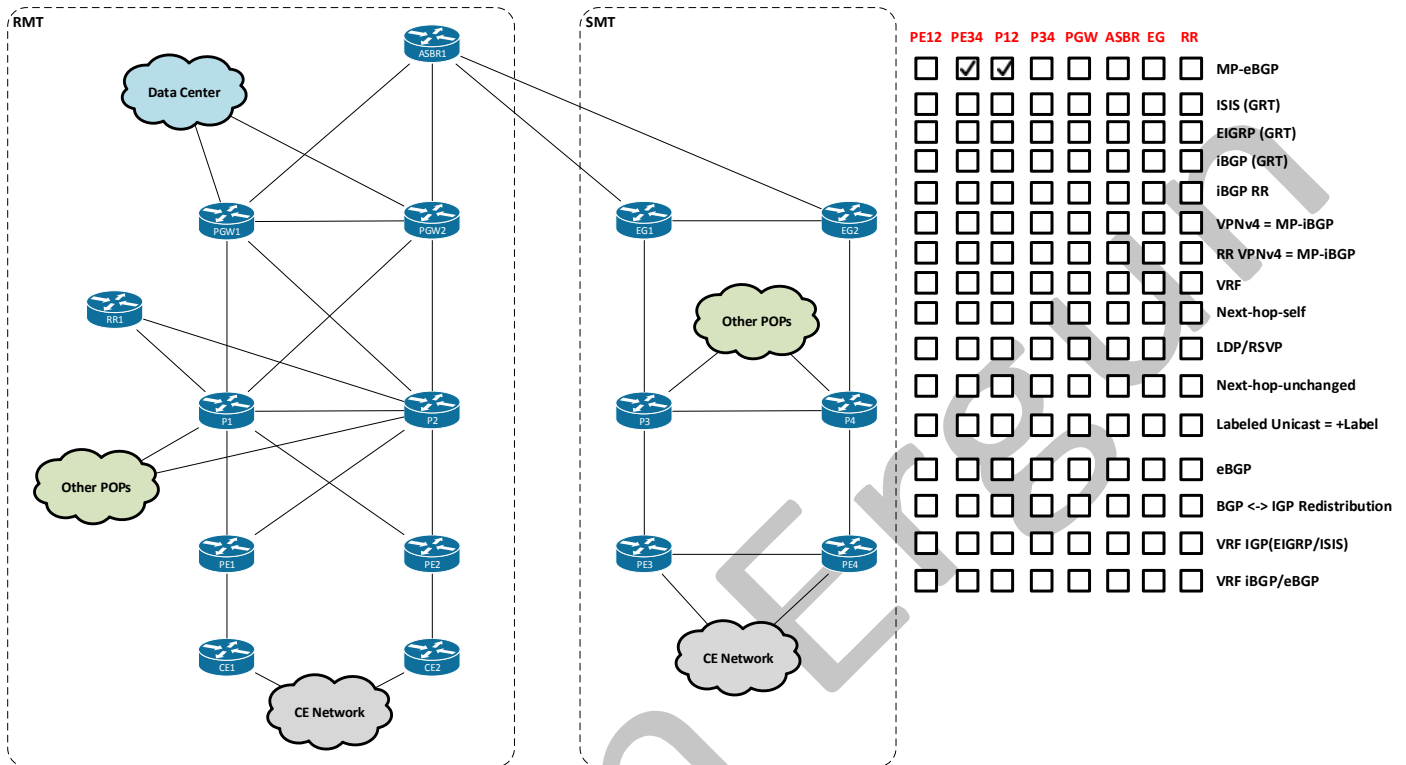 RMT
SMT
ASBR1
Data Center
PGW1
PGW2
EG1
EG2
RR1
Other POPs
P1
P2
P3
P4
Other POPs
PE1
PE2
PE3
PE4
CE1
CE2
CE Network
CE Network
PE12 PE34 P12 P34 PGW ASBR EG RR
MP-eBGP
ISIS (GRT)
EIGRP (GRT)
iBGP (GRT)
iBGP RR
VPNv4 = MP-iBGP
RR VPNv4 = MP-iBGP
VRF
Next-hop-self
LDP/RSVP
Next-hop-unchanged
Labeled Unicast = +Label
eBGP
BGP <-> IGP Redistribution
VRF IGP(EIGRP/ISIS)
VRF iBGP/eBGP
n Ergun